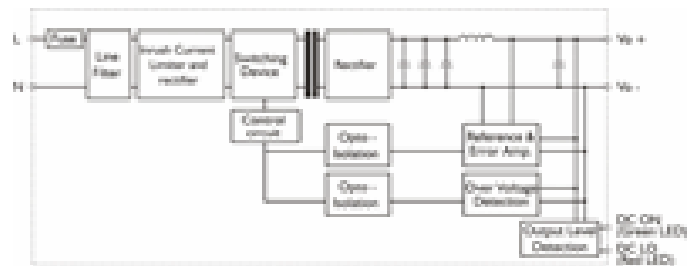 L
Fuse
N
Line
Filter
Inrush Current
Limiter and
rectifier
Switching
Device
Rectifier
Vo +
Vo -
Control
circuit
Opto -
Isolation
Reference &
Error Amp.
Opto -
Isolation
Over Voltage
Detection
Output Level
Detection
DC ON
(Green LED)
DC LO
(Red LED)